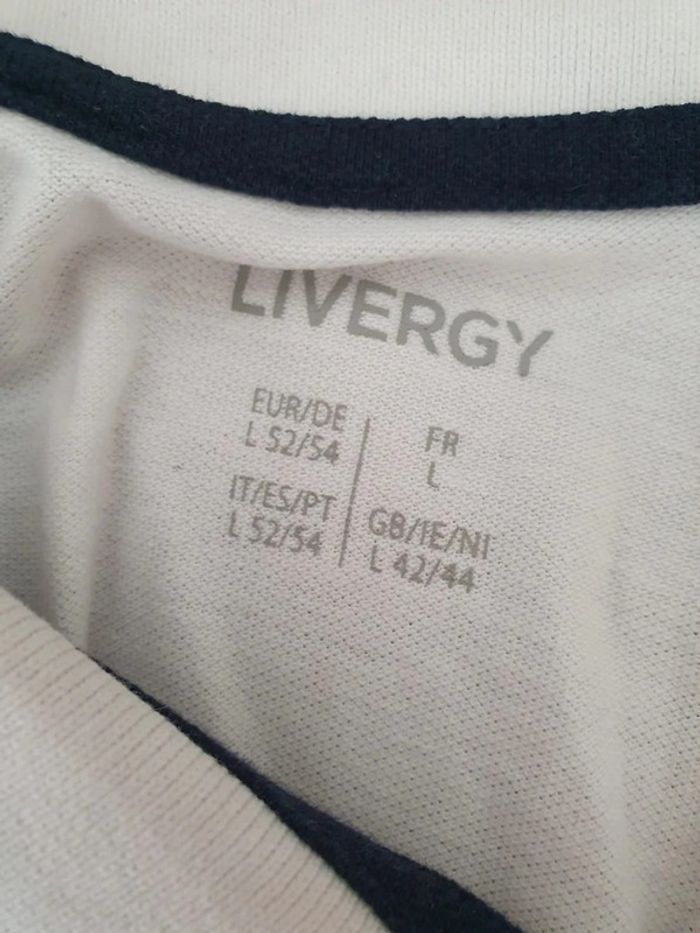 LIVERGY
EUR/DE
L 52/54
FR
L
IT/ES/PT
L 52/54
GB/IE/NI
L 42/44